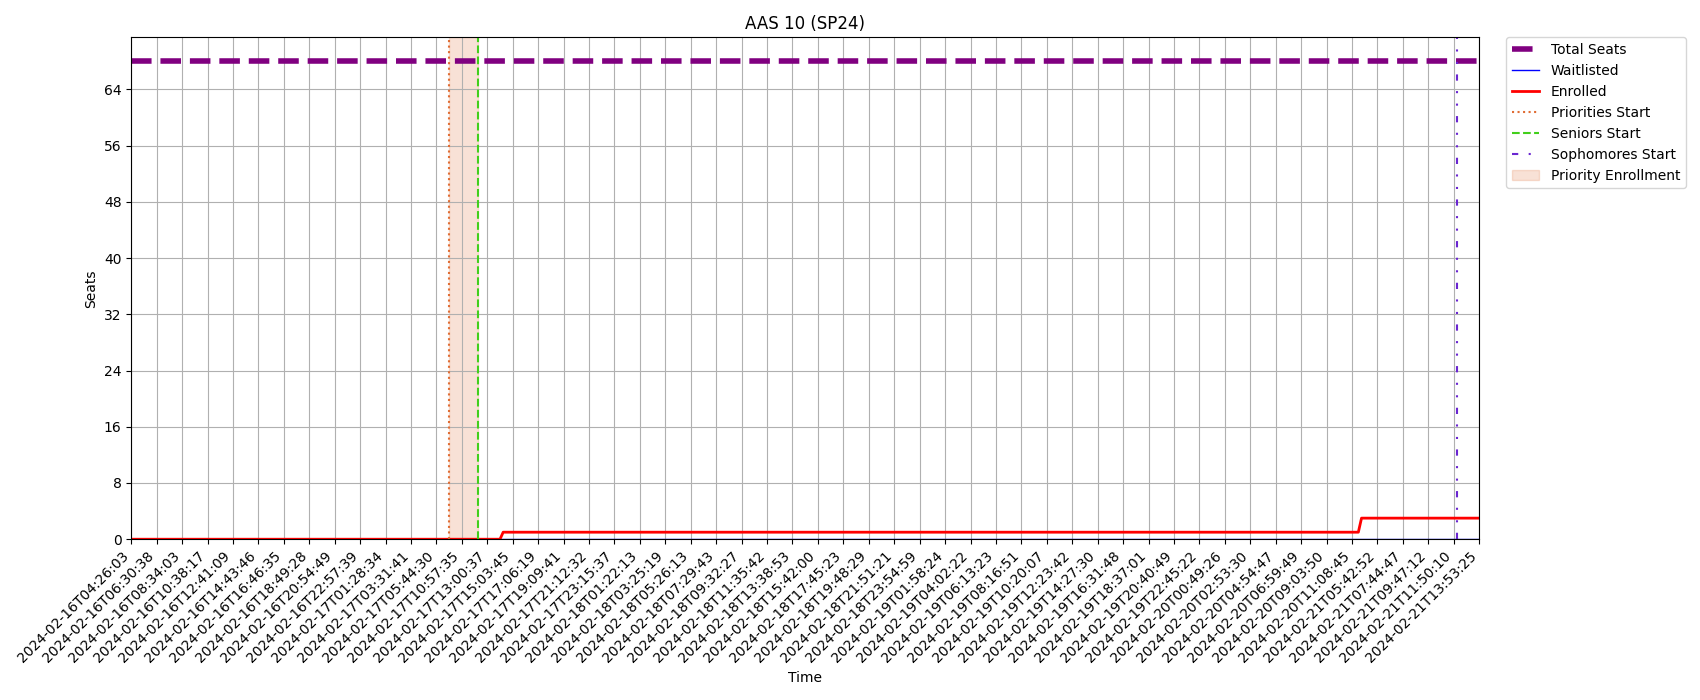 AAS 10 (SP24)
Total Seats
Waitlisted
Enrolled
Priorities Start
Seniors Start
Sophomores Start
Priority Enrollment
Seats
64
56
48
40
32
24
16
8
0
2024-02-16T04:26:03
2024-02-16T06:30:38
2024-02-16T08:34:03
2024-02-16T10:38:17
2024-02-16T12:41:09
2024-02-16T14:43:46
2024-02-16T16:46:35
2024-02-16T18:49:28
2024-02-16T20:54:49
2024-02-16T22:57:39
2024-02-17T01:28:34
2024-02-17T03:31:41
2024-02-17T05:44:30
2024-02-17T10:57:35
2024-02-17T13:00:37
2024-02-17T15:03:45
2024-02-17T17:06:19
2024-02-17T19:09:41
2024-02-17T21:12:32
2024-02-17T23:15:37
2024-02-18T01:22:13
2024-02-18T03:25:19
2024-02-18T05:26:13
2024-02-18T07:29:43
2024-02-18T09:32:27
2024-02-18T11:35:42
2024-02-18T13:38:53
2024-02-18T15:42:00
2024-02-18T17:45:23
2024-02-18T19:48:29
2024-02-18T21:51:21
2024-02-18T23:54:59
2024-02-19T01:58:24
2024-02-19T04:02:22
2024-02-19T06:13:23
2024-02-19T08:16:51
2024-02-19T10:20:07
2024-02-19T12:23:42
2024-02-19T14:27:30
2024-02-19T16:31:48
2024-02-19T18:37:01
2024-02-19T20:40:49
2024-02-19T22:45:22
2024-02-20T00:49:26
2024-02-20T02:53:30
2024-02-20T04:54:47
2024-02-20T06:59:49
2024-02-20T09:03:50
2024-02-20T11:08:45
2024-02-21T05:42:52
2024-02-21T07:44:47
2024-02-21T09:47:12
2024-02-21T11:50:10
2024-02-21T13:53:25
Time